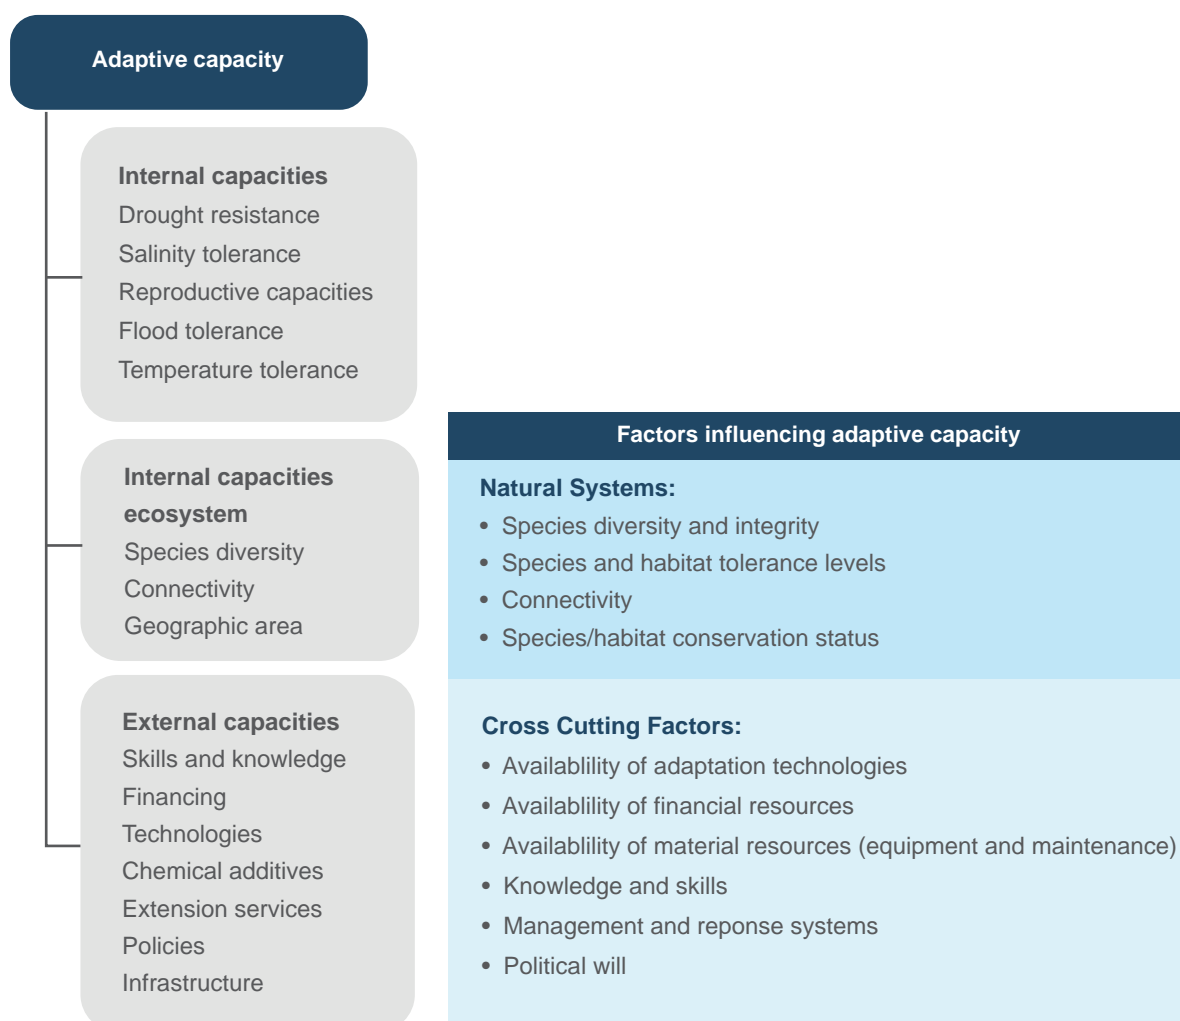 Adaptive capacity
Internal capacities
Drought resistance
Salinity tolerance
Reproductive capacities
Flood tolerance
Temperature tolerance
Internal capacities
ecosystem
Species diversity
Connectivity
Geographic area
External capacities
Skills and knowledge
Financing
Technologies
Chemical additives
Extension services
Policies
Infrastructure
Factors influencing adaptive capacity
Natural Systems:
• Species diversity and integrity
• Species and habitat tolerance levels
• Connectivity
• Species/habitat conservation status
Cross Cutting Factors:
• Availablility of adaptation technologies
• Availablility of financial resources
• Availablility of material resources (equipment and maintenance)
• Knowledge and skills
• Management and reponse systems
• Political will